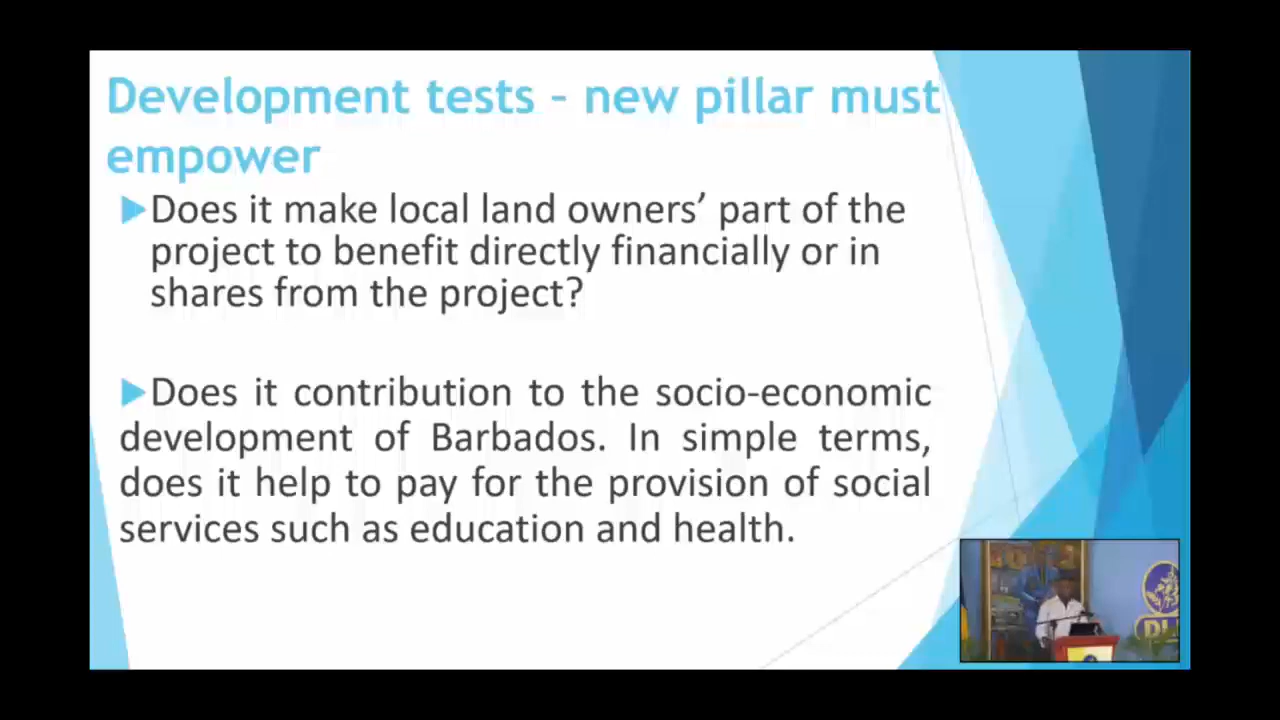 Development tests – new pillar must
empower
Does it make local land owners’ part of the
project to benefit directly financially or in
shares from the project?
Does it contribution to the socio-economic
development of Barbados. In simple terms,
does it help to pay for the provision of social
services such as education and health.